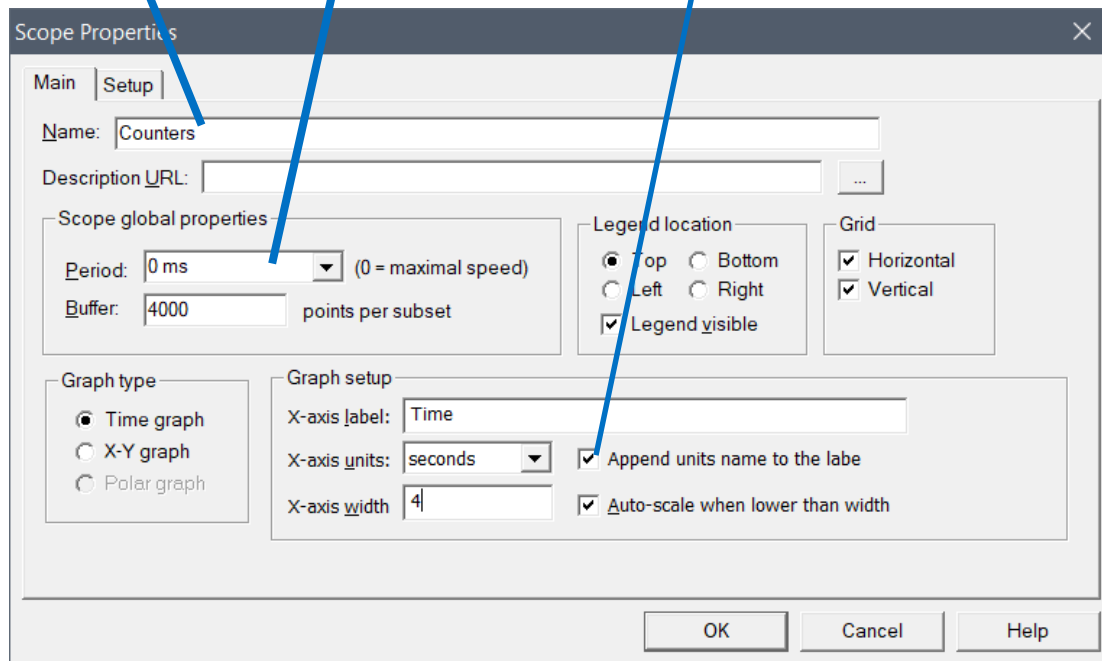 Scope Properties
Main
Setup
Name: Counters
Description URL:
...
Scope global properties
Period: 0 ms (0 = maximal speed)
Buffer: 4000 points per subset
Legend location
Top Bottom
Left Right
Legend visible
Grid
Horizontal
Vertical
Graph type
Time graph
X-Y graph
Polar graph
Graph setup
X-axis label: Time
X-axis units: seconds Append units name to the labe
X-axis width 4 Auto-scale when lower than width
OK Cancel Help